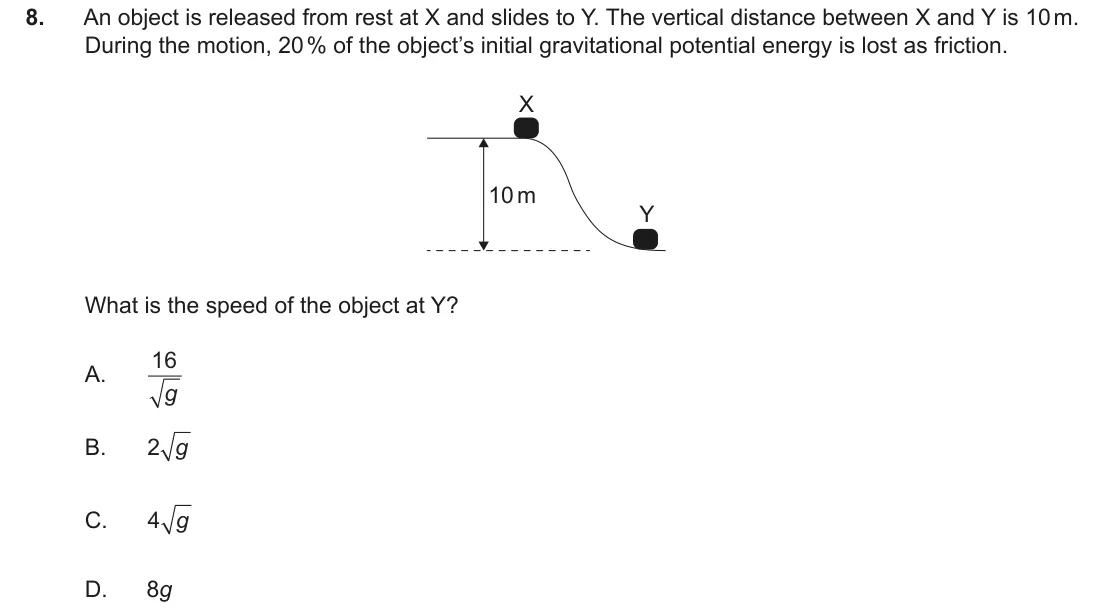 8. An object is released from rest at X and slides to Y. The vertical distance between X and Y is 10 m.
During the motion, 20 % of the object's initial gravitational potential energy is lost as friction.
X
10 m
Y
What is the speed of the object at Y?
A. 16/√g
B. 2√g
C. 4√g
D. 8g